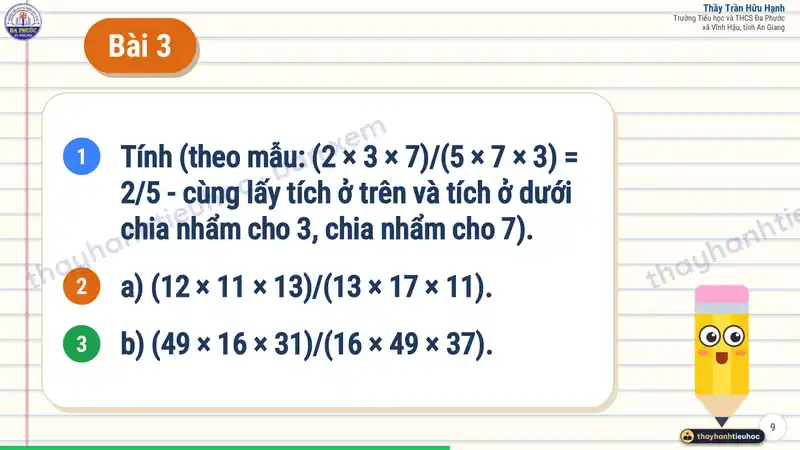 Thầy Trần Hữu Hạnh
Trường Tiểu học và THCS Đa Phước
xã Vĩnh Hậu, tỉnh An Giang
ĐA PHƯỚC
Bài 3
1 Tính (theo mẫu: (2 × 3 × 7)/(5 × 7 × 3) =
2/5 - cùng lấy tích ở trên và tích ở dưới
chia nhẩm cho 3, chia nhẩm cho 7).
2 a) (12 × 11 × 13)/(13 × 17 × 11).
3 b) (49 × 16 × 31)/(16 × 49 × 37).
9
thayhanhtieuhoc